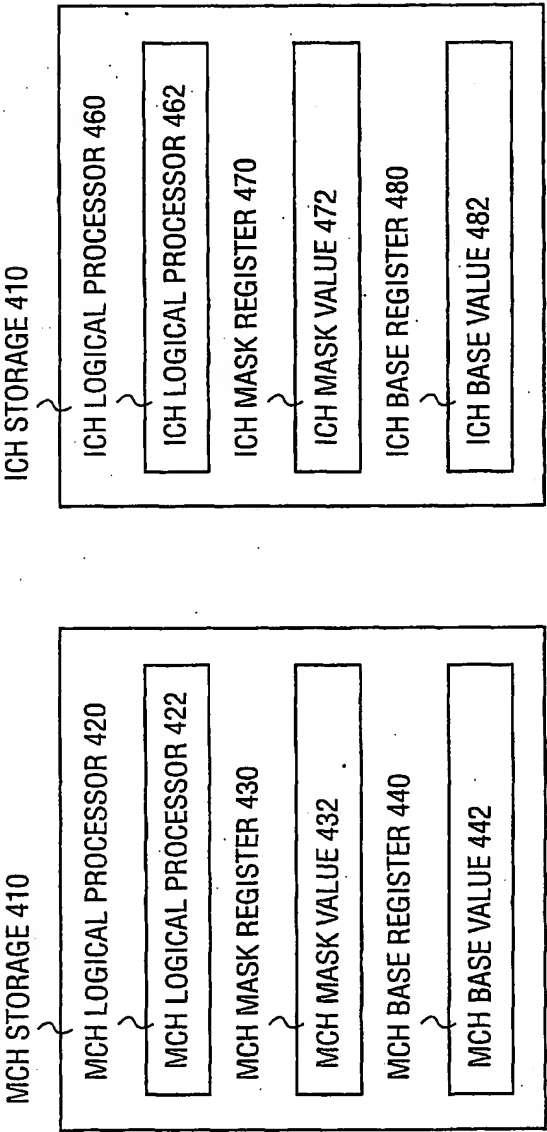 MCH STORAGE 410
MCH LOGICAL PROCESSOR 420
MCH LOGICAL PROCESSOR 422
MCH MASK REGISTER 430
MCH MASK VALUE 432
MCH BASE REGISTER 440
MCH BASE VALUE 442
ICH STORAGE 410
ICH LOGICAL PROCESSOR 460
ICH LOGICAL PROCESSOR 462
ICH MASK REGISTER 470
ICH MASK VALUE 472
ICH BASE REGISTER 480
ICH BASE VALUE 482